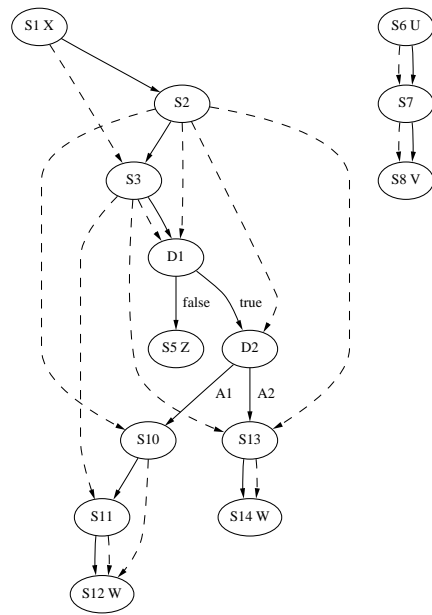 S1 X
S6 U
S2
S7
S3
S8 V
D1
false
true
S5 Z
D2
A1
A2
S10
S13
S11
S14 W
S12 W